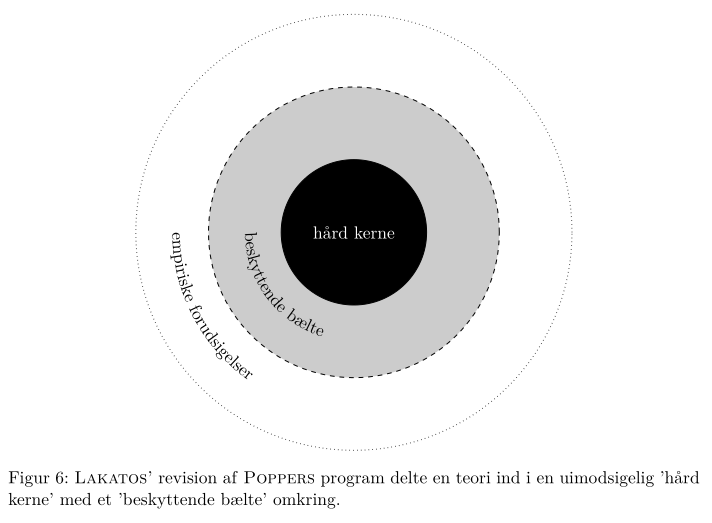 hård kerne
beskyttende bælte
empiriske forudsigelser
Figur 6: LAKATOS’ revision af POPPERS program delte en teori ind i en uimodsigelig ’hård
kerne’ med et ’beskyttende bælte’ omkring.